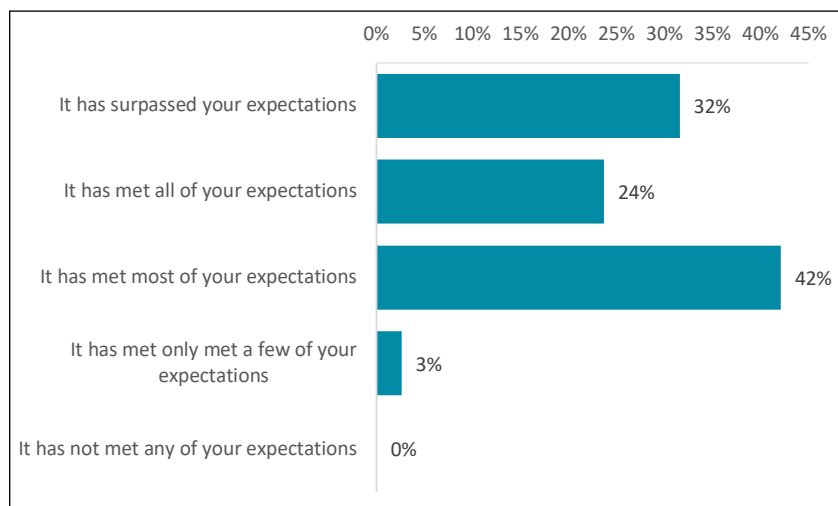 0% 5% 10% 15% 20% 25% 30% 35% 40% 45%
It has surpassed your expectations 32%
It has met all of your expectations 24%
It has met most of your expectations 42%
It has met only met a few of your
expectations 3%
It has not met any of your expectations 0%